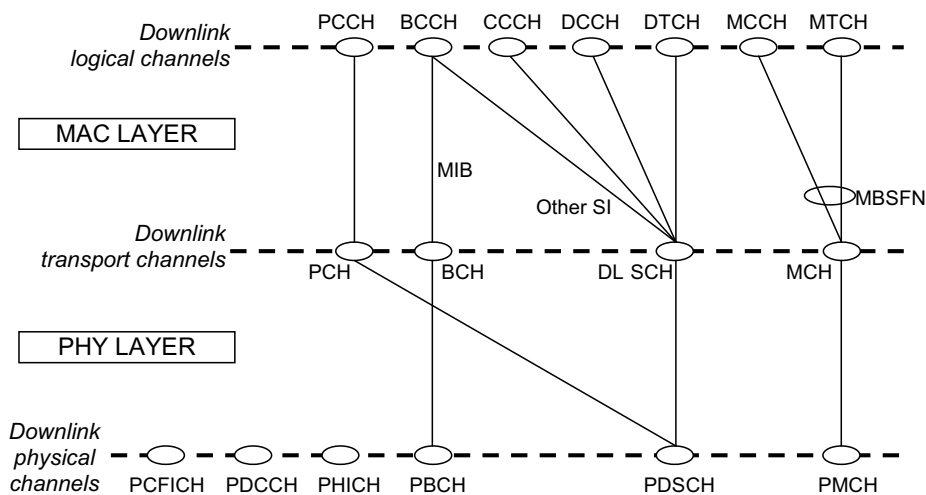 PCCH BCCH CCCH DCCH DTCH MCCH MTCH
Downlink
logical channels
MAC LAYER
MIB
MBSFN
Other SI
Downlink
transport channels
PCH BCH DL SCH MCH
PHY LAYER
Downlink
physical
channels
PCFICH PDCCH PHICH PBCH PDSCH PMCH